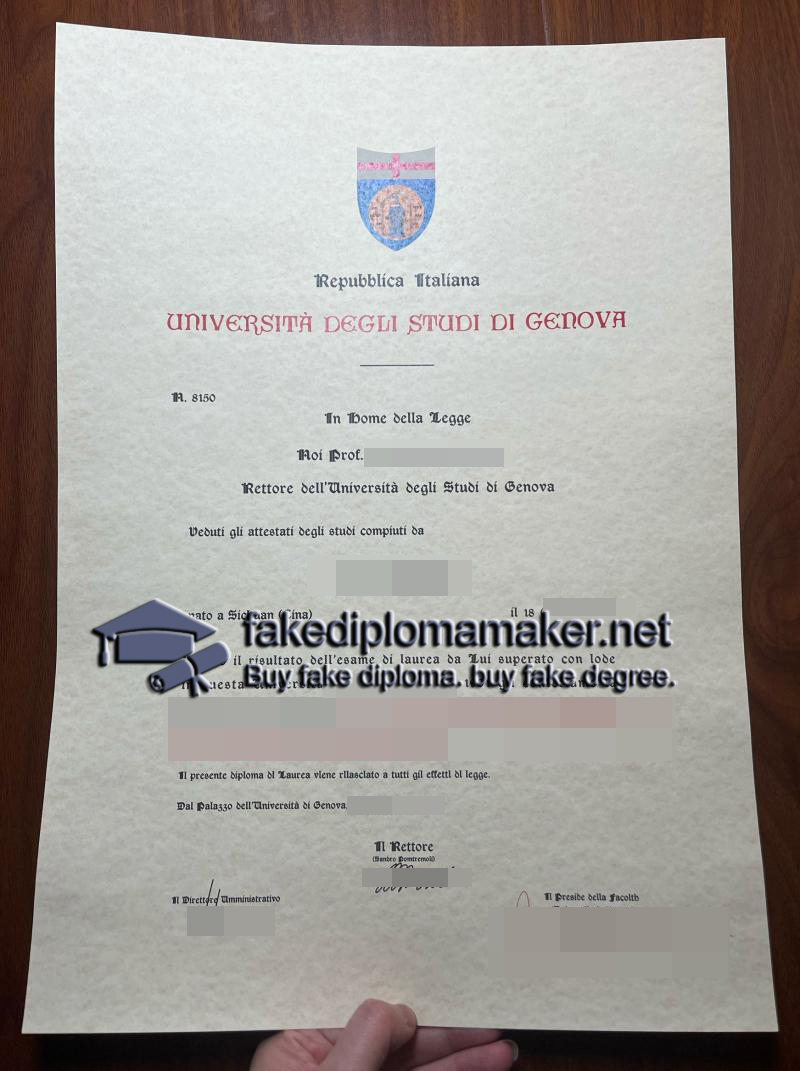 Repubblica Italiana
UNIVERSITÀ DEGLI STUDI DI GENOVA
N. 8150
In Nome della Legge
Noi Prof.
Rettore dell'Università degli Studi di Genova
Veduti gli attestati degli studi compiuti da
nato a Sichuan (Cina) il 18
fakediplomamaker.net
il risultato dell'esame di laurea da Lui superato con lode
Buy fake diploma. buy fake degree.
Il presente diploma di Laurea viene rilasciato a tutti gli effetti di legge.
Dal Palazzo dell'Università di Genova,
Il Rettore
(Sandro Pontremoli)
Il Direttore Amministrativo
Il Preside della Facoltb